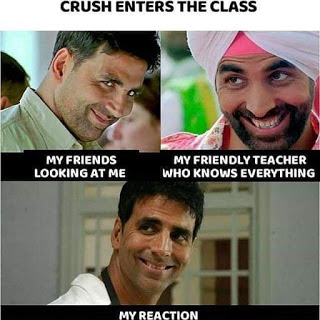 CRUSH ENTERS THE CLASS
MY FRIENDS
LOOKING AT ME
MY FRIENDLY TEACHER
WHO KNOWS EVERYTHING
MY REACTION